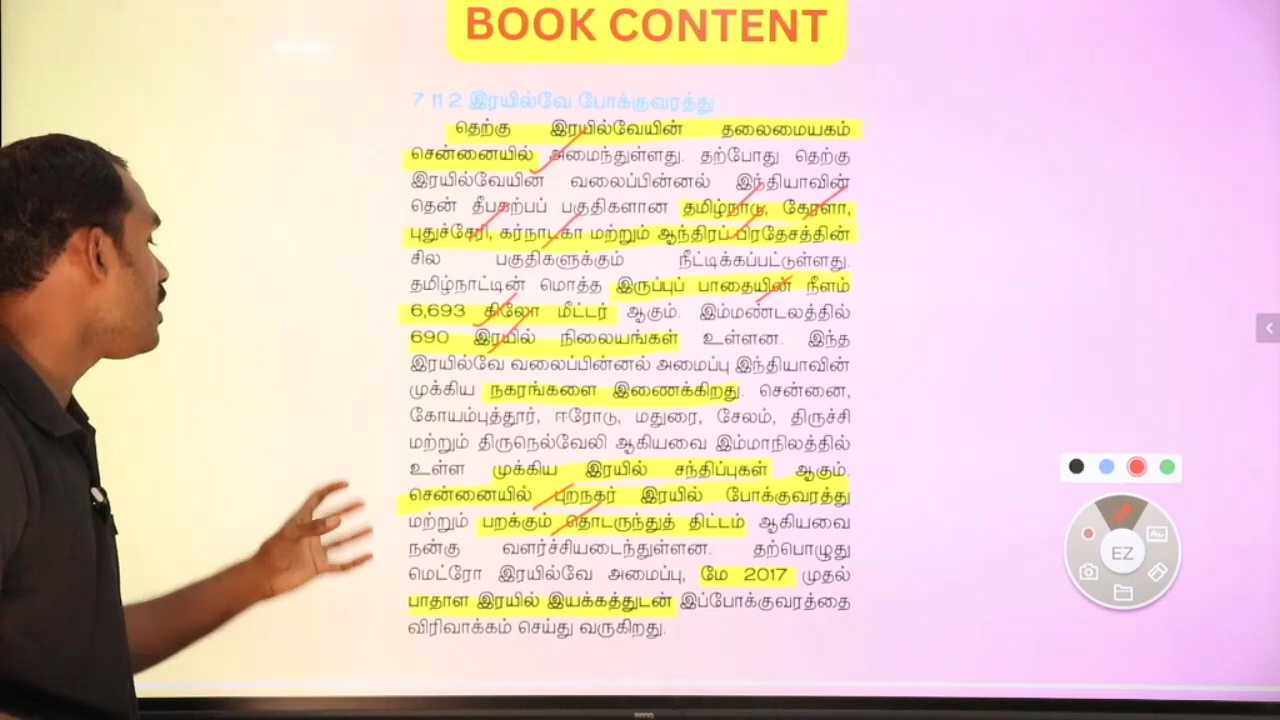 BOOK CONTENT
7 11 2 இரயில்வே போக்குவரத்து
தெற்கு இரயில்வேயின் தலைமையகம்
சென்னையில் அமைந்துள்ளது. தற்போது தெற்கு
இரயில்வேயின் வலைப்பின்னல் இந்தியாவின்
தென் தீபகற்பப் பகுதிகளான தமிழ்நாடு, கேரளா,
புதுச்சேரி, கர்நாடகா மற்றும் ஆந்திரப் பிரதேசத்தின்
சில பகுதிகளுக்கும் நீட்டிக்கப்பட்டுள்ளது.
தமிழ்நாட்டின் மொத்த இருப்புப் பாதையின் நீளம்
6,693 கிலோ மீட்டர் ஆகும். இம்மண்டலத்தில்
690 இரயில் நிலையங்கள் உள்ளன. இந்த
இரயில்வே வலைப்பின்னல் அமைப்பு இந்தியாவின்
முக்கிய நகரங்களை இணைக்கிறது. சென்னை,
கோயம்புத்தூர், ஈரோடு, மதுரை, சேலம், திருச்சி
மற்றும் திருநெல்வேலி ஆகியவை இம்மாநிலத்தில்
உள்ள முக்கிய இரயில் சந்திப்புகள் ஆகும்.
சென்னையில் புறநகர் இரயில் போக்குவரத்து
மற்றும் பறக்கும் தொடருந்துத் திட்டம் ஆகியவை
நன்கு வளர்ச்சியடைந்துள்ளன. தற்பொழுது
மெட்ரோ இரயில்வே அமைப்பு, மே 2017 முதல்
பாதாள இரயில் இயக்கத்துடன் இப்போக்குவரத்தை
விரிவாக்கம் செய்து வருகிறது.
EZ